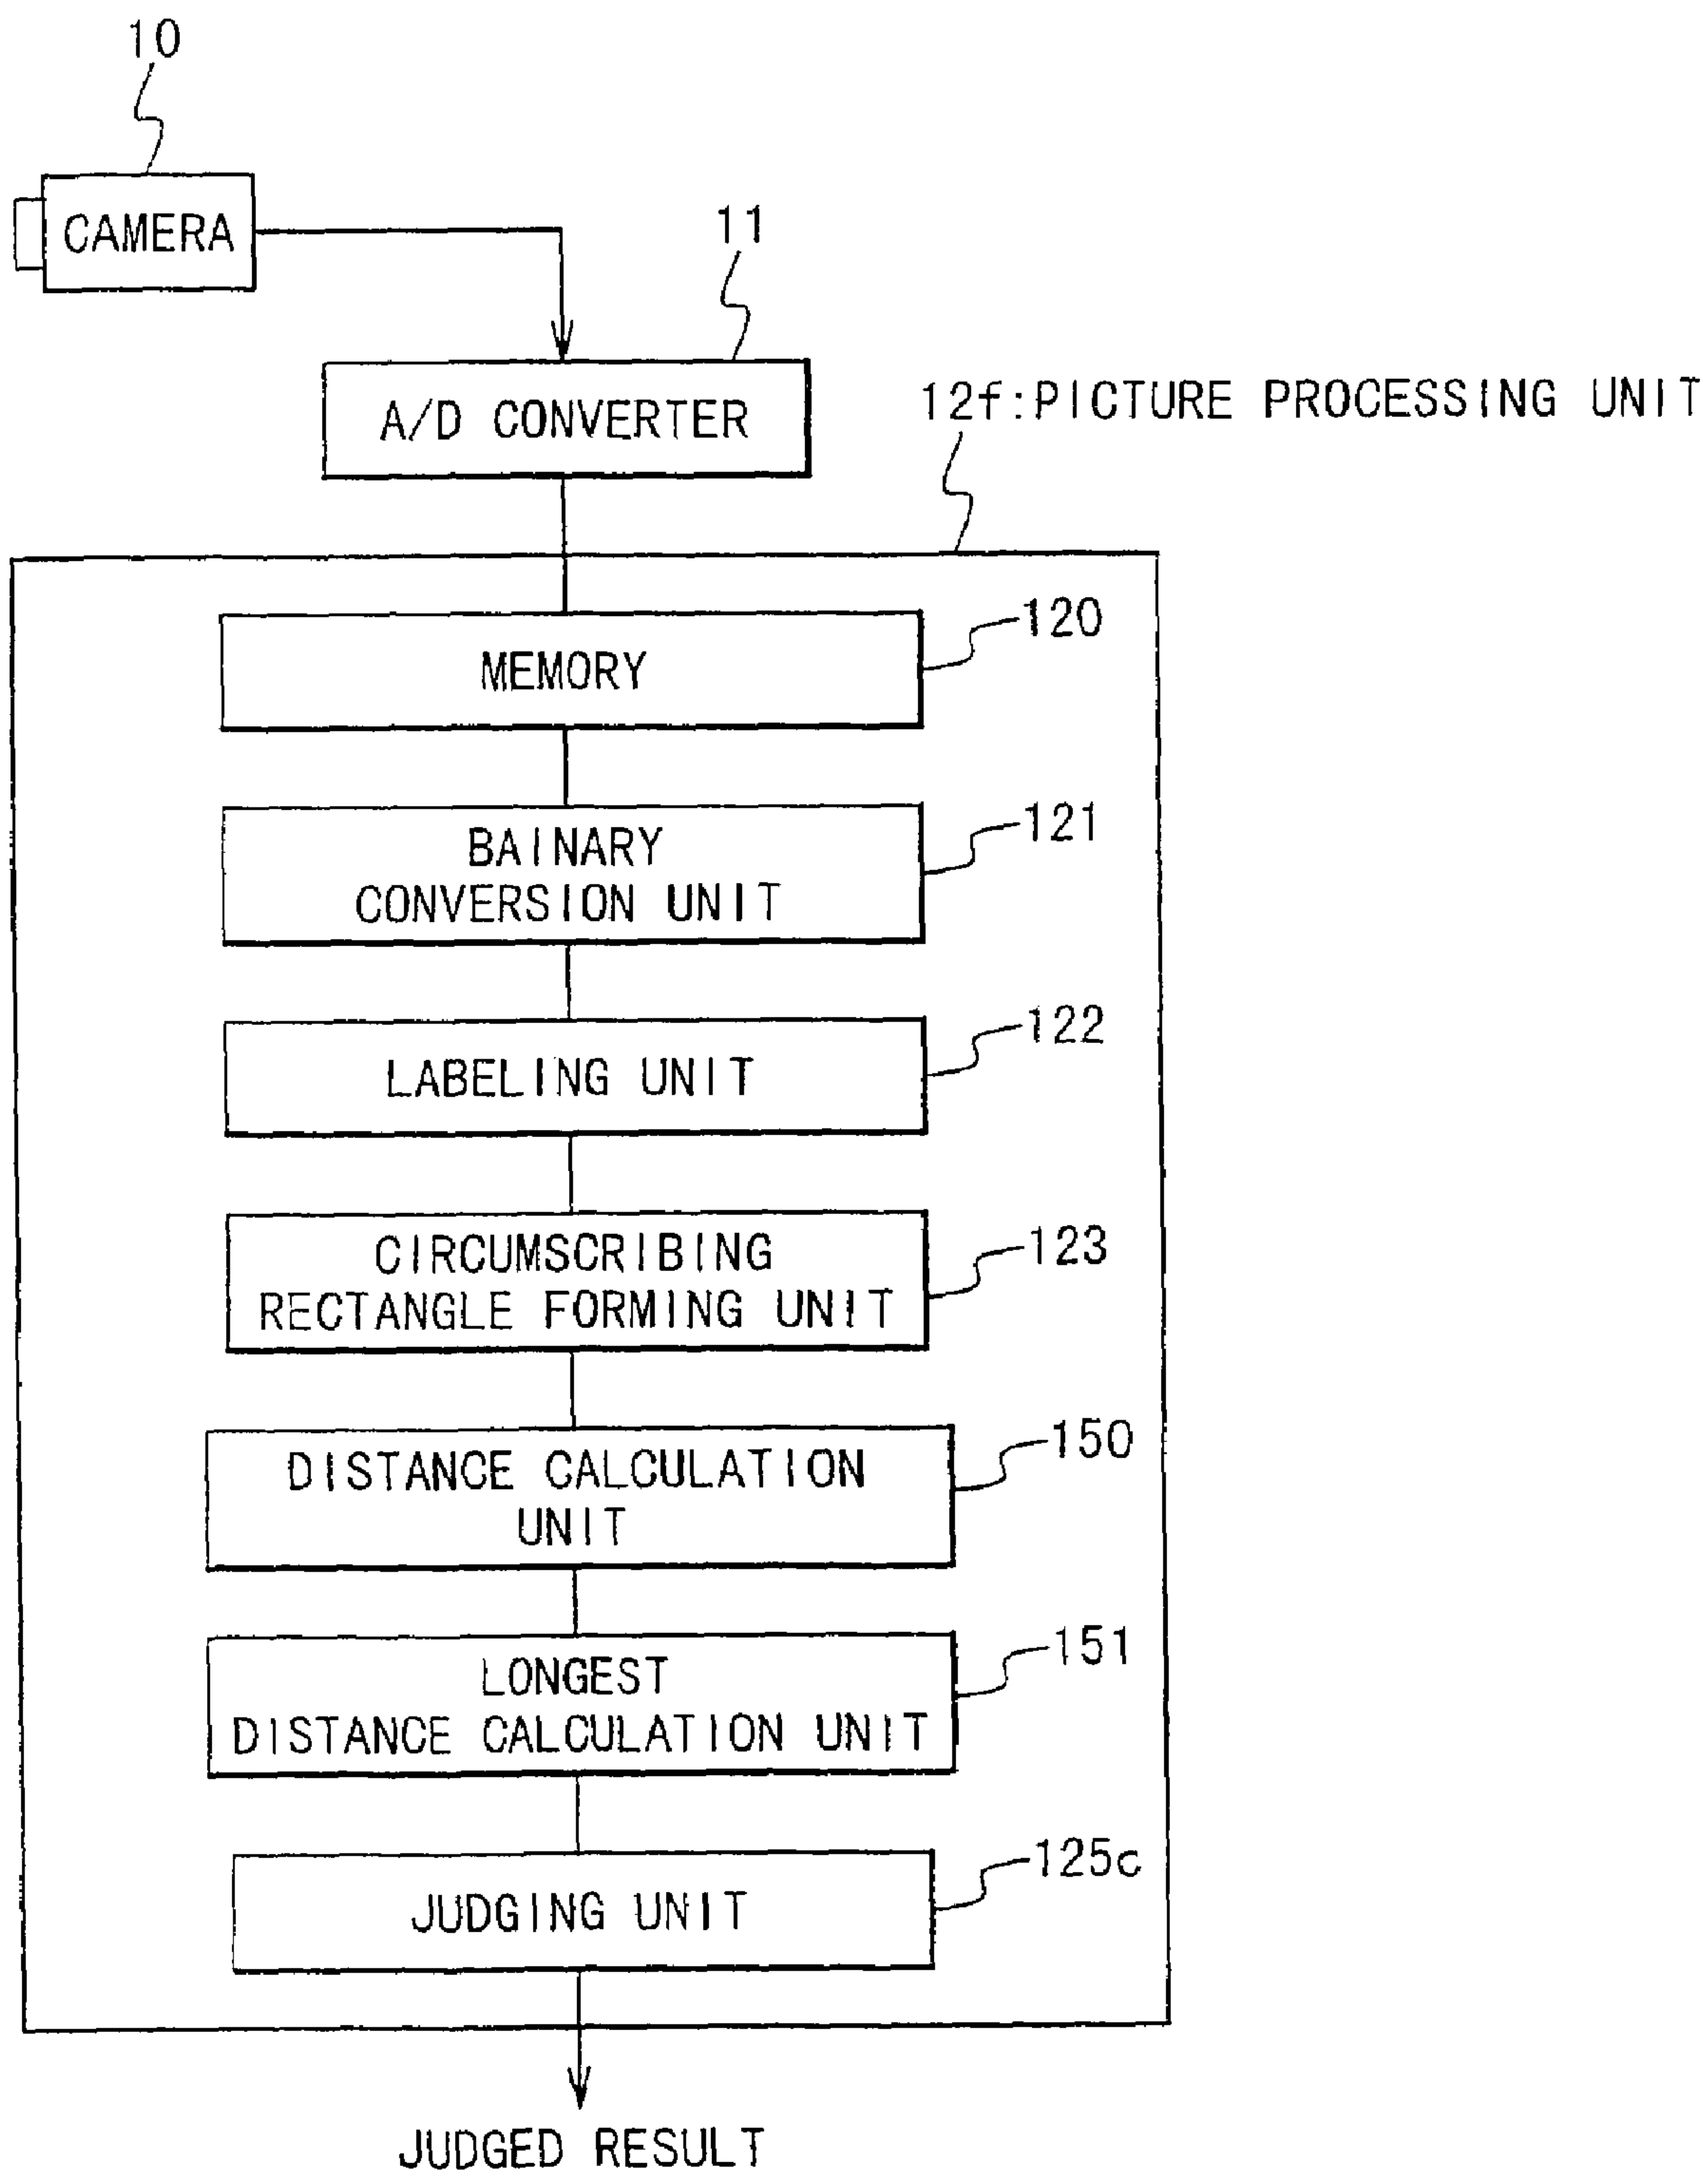 10
CAMERA
11
A/D CONVERTER
12f:PICTURE PROCESSING UNIT
120
MEMORY
121
BAINARY
CONVERSION UNIT
122
LABELING UNIT
123
CIRCUMSCRIBING
RECTANGLE FORMING UNIT
150
DISTANCE CALCULATION
UNIT
151
LONGEST
DISTANCE CALCULATION UNIT
125c
JUDGING UNIT
JUDGED RESULT